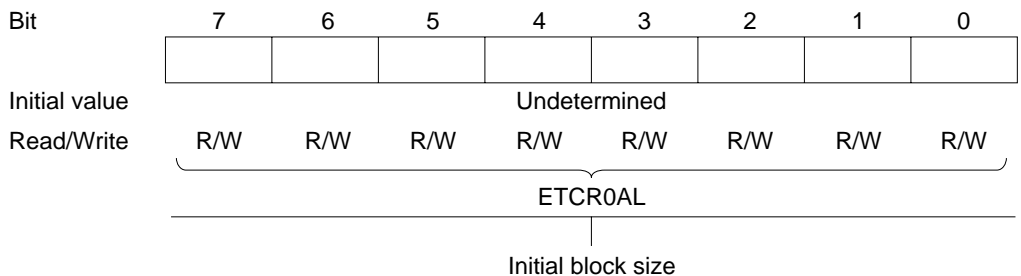 Bit 7 6 5 4 3 2 1 0
Initial value Undetermined
Read/Write R/W R/W R/W R/W R/W R/W R/W R/W
ETCR0AL
Initial block size